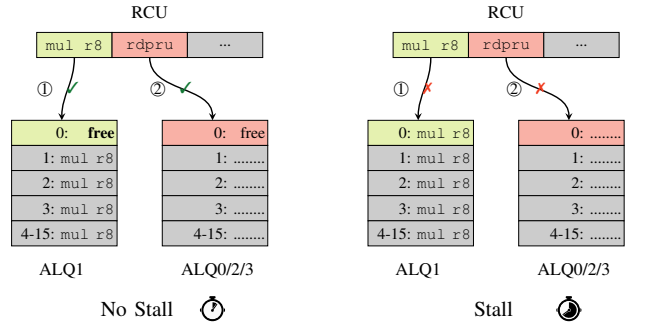 RCU
mul r8 rdpru ...
① ✓ ② ✓
0: free
1: mul r8
2: mul r8
3: mul r8
4-15: mul r8
ALQ1
0: free
1: ........
2: ........
3: ........
4-15: ........
ALQ0/2/3
No Stall
RCU
mul r8 rdpru ...
① ✗ ② ✗
0: mul r8
1: mul r8
2: mul r8
3: mul r8
4-15: mul r8
ALQ1
0: ........
1: ........
2: ........
3: ........
4-15: ........
ALQ0/2/3
Stall